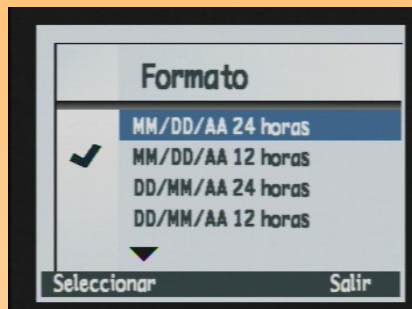 Formato
MM/DD/AA 24 horas
MM/DD/AA 12 horas
DD/MM/AA 24 horas
DD/MM/AA 12 horas
Seleccionar Salir